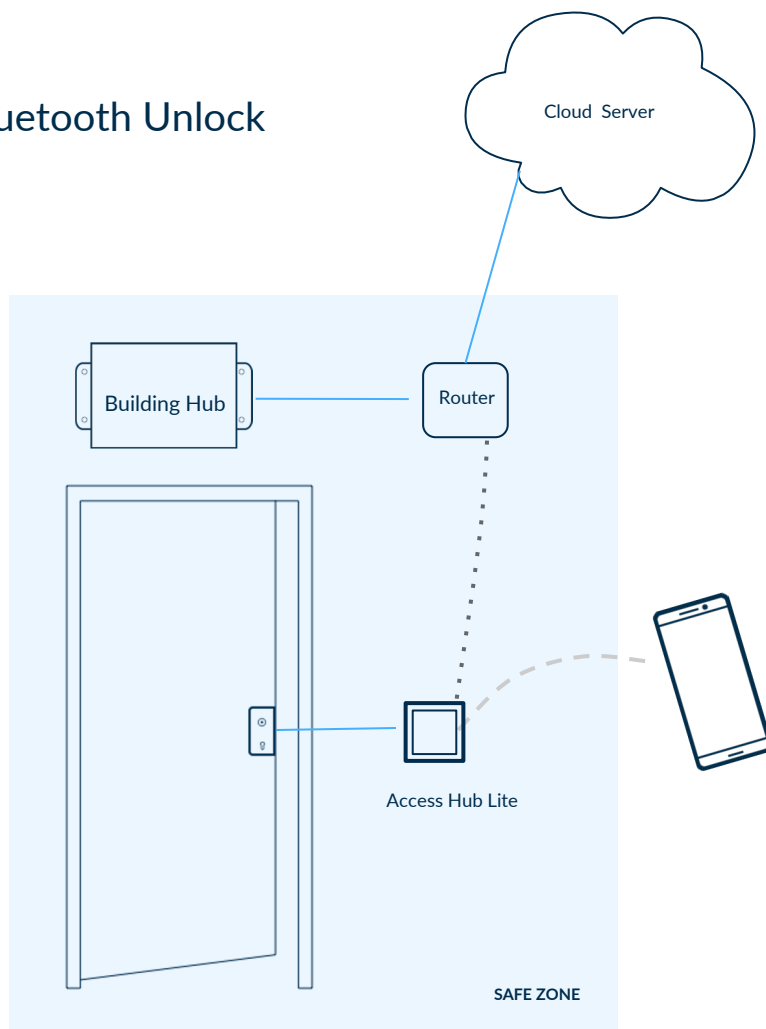 uetooth Unlock
Cloud Server
Building Hub
Router
Access Hub Lite
SAFE ZONE